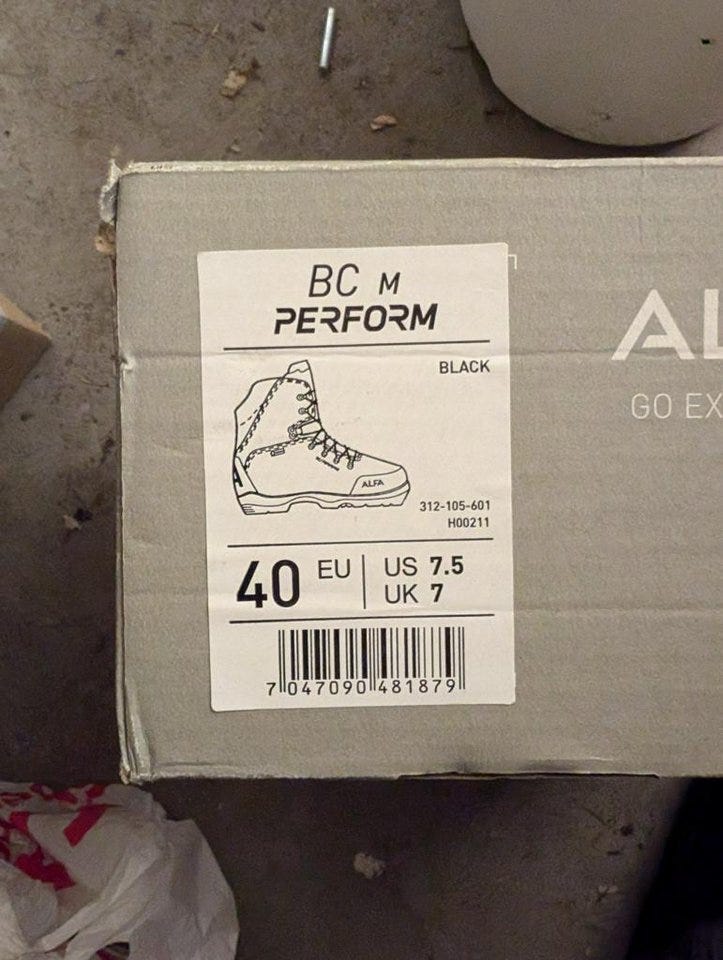 BC M
PERFORM
BLACK
ALFA
312-105-601
H00211
40 EU
US 7.5
UK 7
7 047090 481879
AL
GO EX